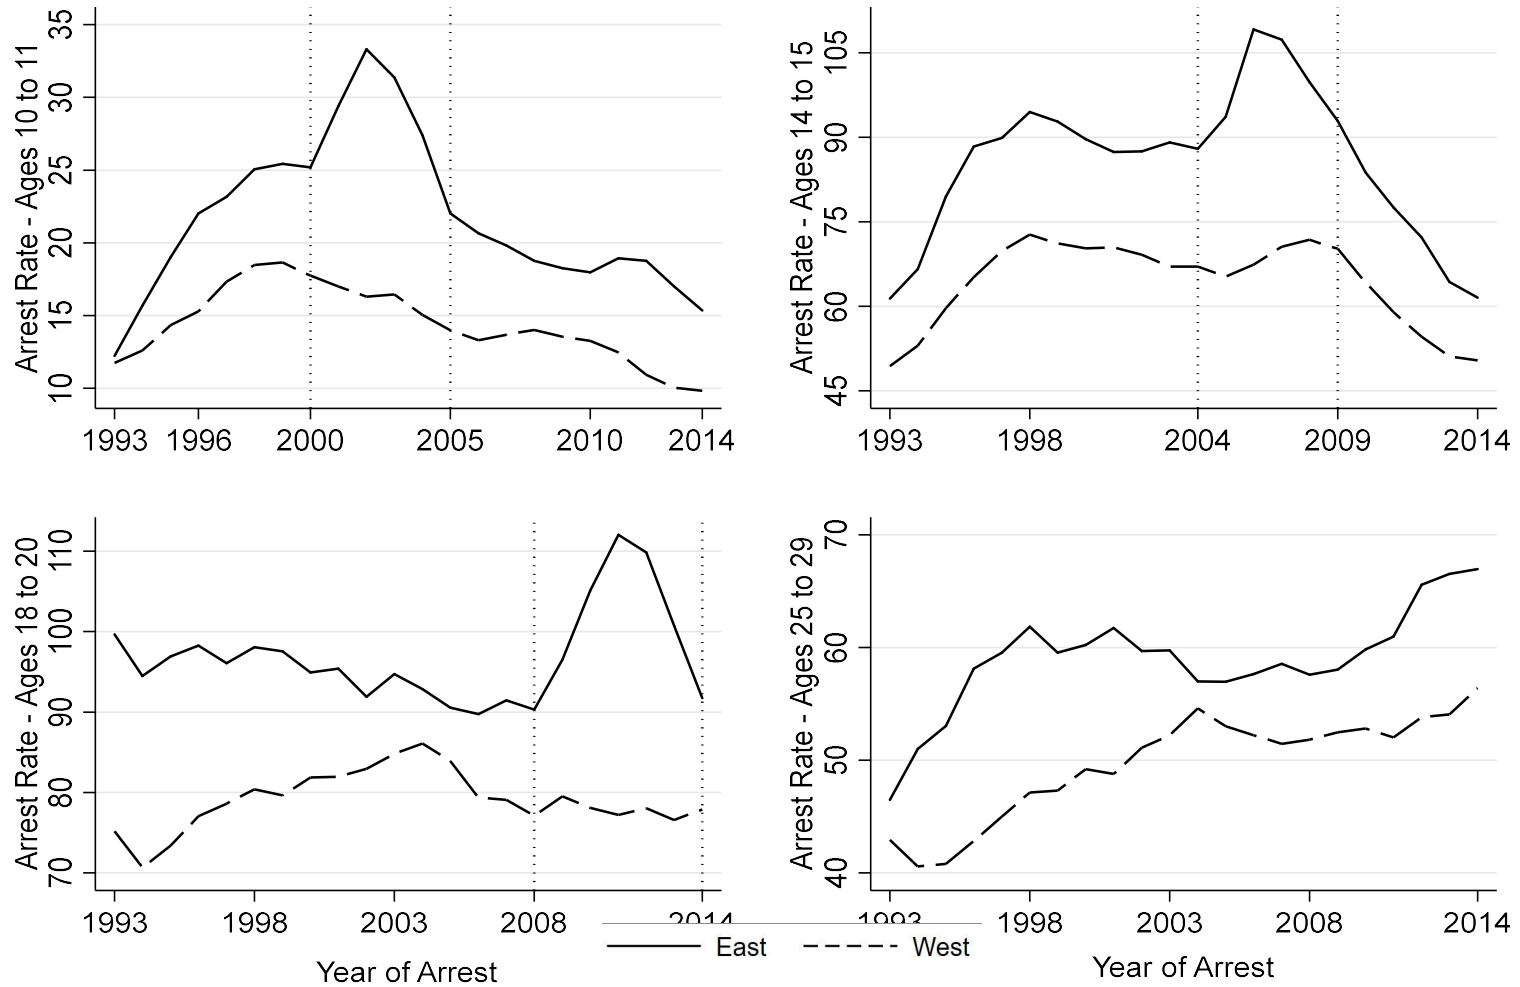 Arrest Rate - Ages 10 to 11
35
30
25
20
15
10
1993 1996 2000 2005 2010 2014
Arrest Rate - Ages 14 to 15
105
90
75
60
45
1993 1998 2004 2009 2014
Arrest Rate - Ages 18 to 20
110
100
90
80
70
1993 1998 2003 2008 2014
Year of Arrest
Arrest Rate - Ages 25 to 29
70
60
50
40
1993 1998 2003 2008 2014
Year of Arrest
East West